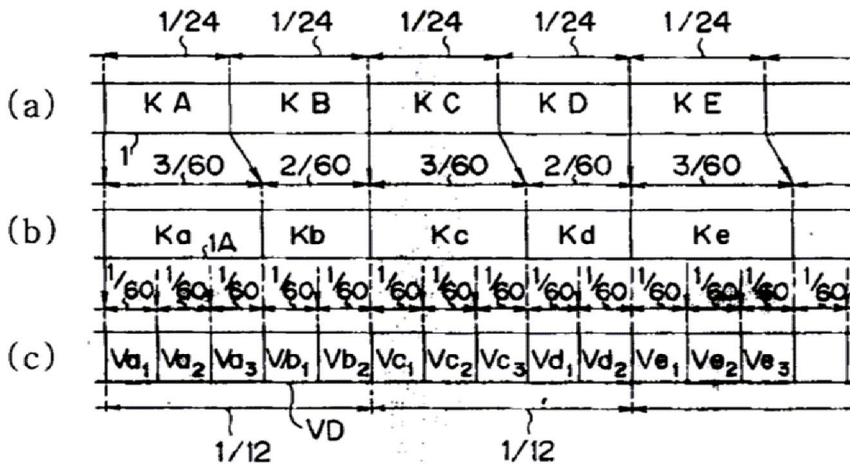 1/24 1/24 1/24 1/24 1/24
(a) KA KB KC KD KE
1
3/60 2/60 3/60 2/60 3/60
(b) Ka Kb Kc Kd Ke
1A
1/60 1/60 1/60 1/60 1/60 1/60 1/60 1/60 1/60 1/60 1/60 1/60 1/60 1/60
(c) Va1 Va2 Va3 Vb1 Vb2 Vc1 Vc2 Vc3 Vd1 Vd2 Ve1 Ve2 Ve3
VD
1/12 1/12